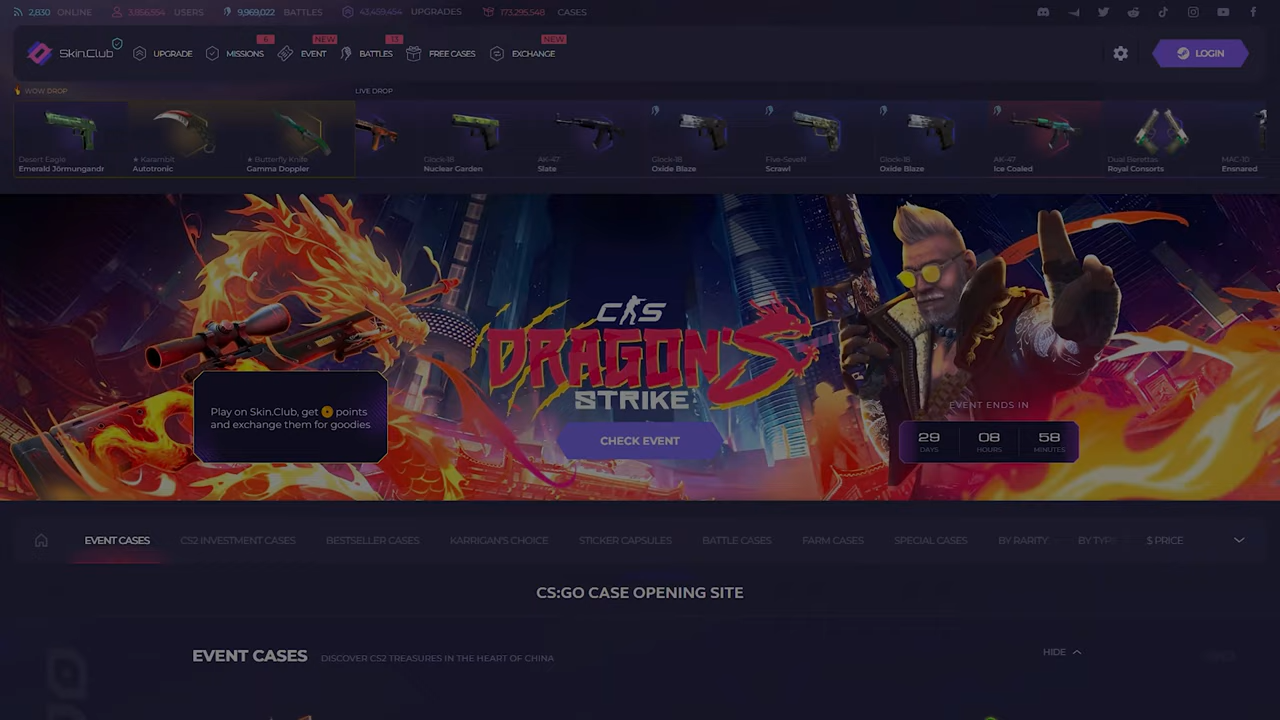 2,830 ONLINE 3,856,554 USERS 9,969,022 BATTLES 43,459,454 UPGRADES 173,295,548 CASES
6 NEW 13 NEW
Skin.Club UPGRADE MISSIONS EVENT BATTLES FREE CASES EXCHANGE LOGIN
WOW DROP LIVE DROP
Desert Eagle ★ Karambit ★ Butterfly Knife Glock-18 AK-47 Glock-18 Five-SeveN Glock-18 AK-47 Dual Berettas MAC-10
Emerald Jörmungandr Autotronic Gamma Doppler Nuclear Garden Slate Oxide Blaze Scrawl Oxide Blaze Ice Coaled Royal Consorts Ensnared
CS
DRAGON'S
STRIKE
Play on Skin.Club, get points
and exchange them for goodies
CHECK EVENT
EVENT ENDS IN
29 08 58
DAYS HOURS MINUTES
EVENT CASES CS2 INVESTMENT CASES BESTSELLER CASES KARRIGAN'S CHOICE STICKER CAPSULES BATTLE CASES FARM CASES SPECIAL CASES BY RARITY BY TYPE $ PRICE
CS:GO CASE OPENING SITE
EVENT CASES DISCOVER CS2 TREASURES IN THE HEART OF CHINA HIDE